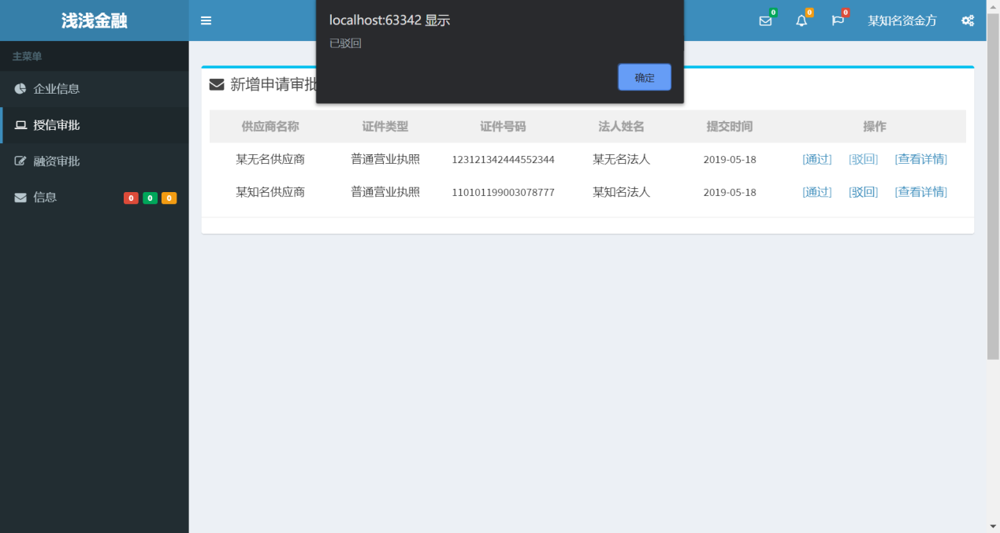 浅浅金融
localhost:63342 显示
已驳回
确定
0
0
0
某知名资金方
主菜单
企业信息
授信审批
融资审批
信息 0 0 0
新增申请审批
供应商名称 证件类型 证件号码 法人姓名 提交时间 操作
某无名供应商 普通营业执照 123121342444552344 某无名法人 2019-05-18 [通过] [驳回] [查看详情]
某知名供应商 普通营业执照 110101199003078777 某知名法人 2019-05-18 [通过] [驳回] [查看详情]